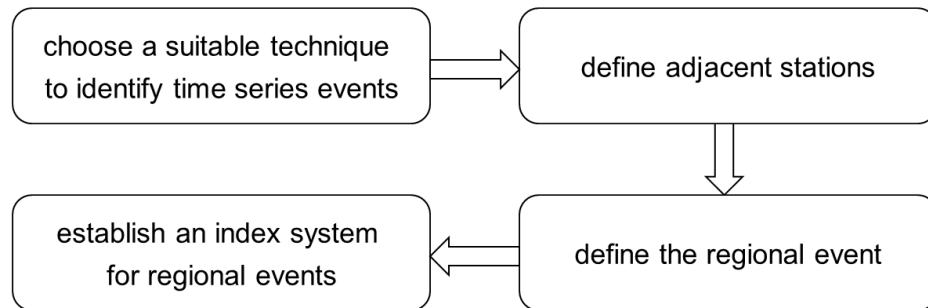 choose a suitable technique
to identify time series events
define adjacent stations
define the regional event
establish an index system
for regional events